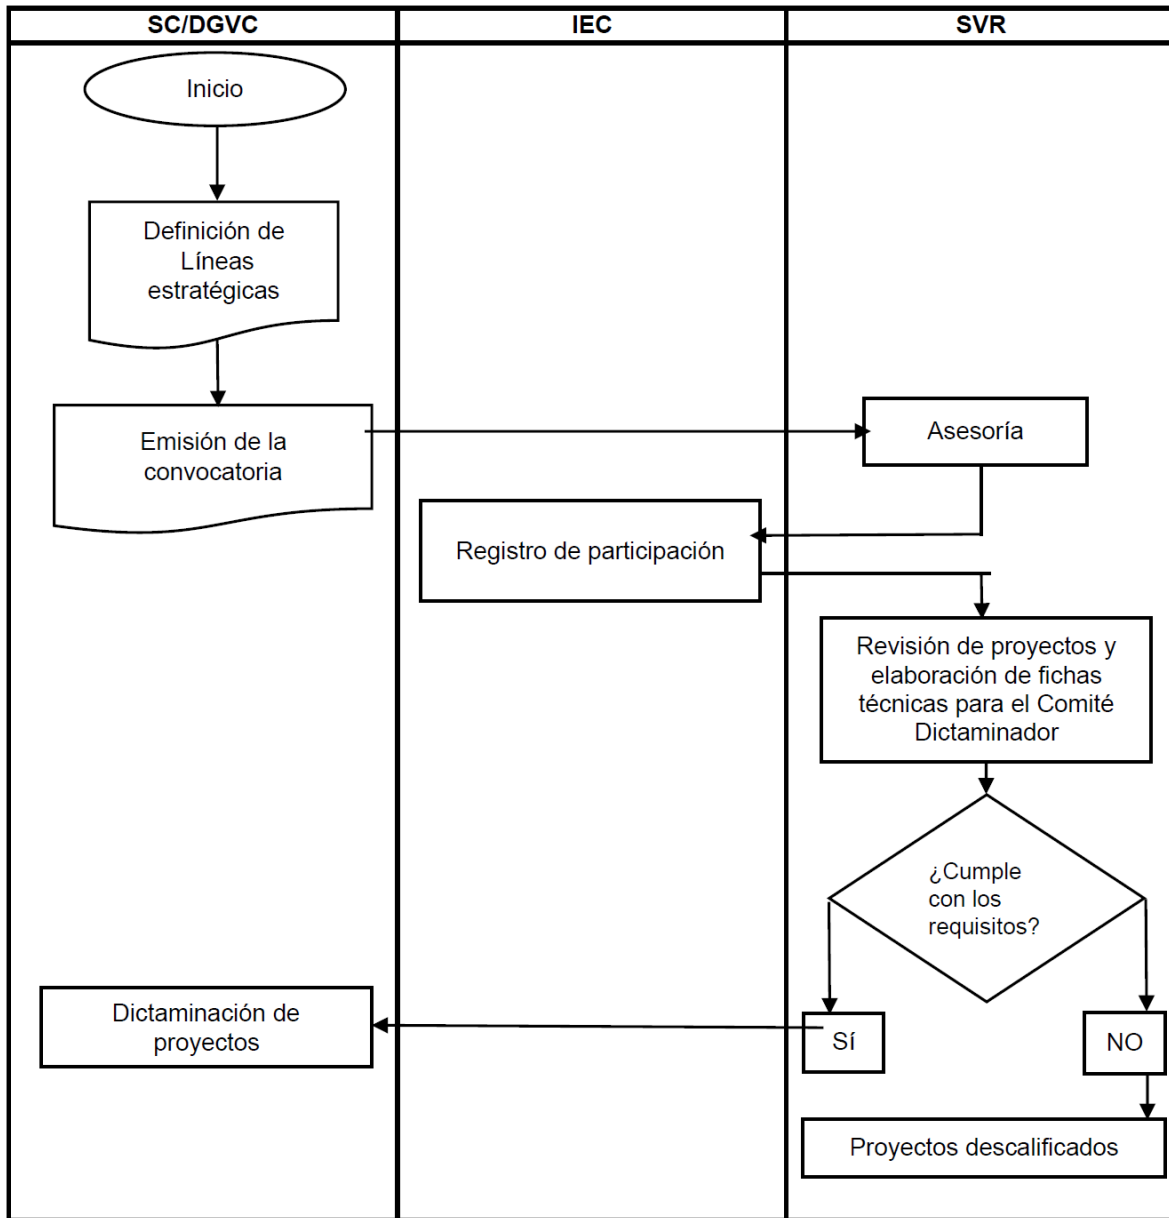 SC/DGVC
IEC
SVR
Inicio
Definición de
Líneas
estratégicas
Emisión de la
convocatoria
Asesoría
Registro de participación
Revisión de proyectos y
elaboración de fichas
técnicas para el Comité
Dictaminador
¿Cumple
con los
requisitos?
Dictaminación de
proyectos
Sí
NO
Proyectos descalificados